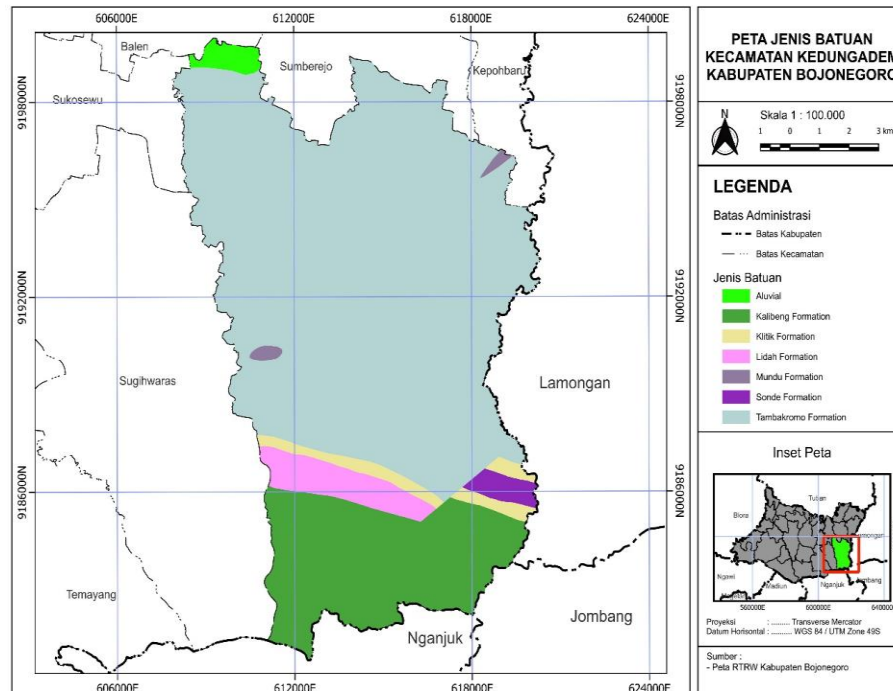 606000E
612000E
618000E
624000E
Balen
Sumberejo
Kepohbaru
Sukosewu
9198000N
9198000N
9192000N
9192000N
Sugihwaras
Lamongan
9186000N
9186000N
Temayang
Nganjuk
Jombang
606000E
612000E
618000E
624000E
PETA JENIS BATUAN
KECAMATAN KEDUNGADEM
KABUPATEN BOJONEGORO
N
Skala 1 : 100.000
1 0 1 2 3 km
LEGENDA
Batas Administrasi
Batas Kabupaten
Batas Kecamatan
Jenis Batuan
Aluvial
Kalibeng Formation
Klitik Formation
Lidah Formation
Mundu Formation
Sonde Formation
Tambakromo Formation
Inset Peta
Tuban
Blora
Lamongan
Ngawi
Madiun
Nganjuk
Jombang
560000E
600000E
640000E
Proyeksi : ......... Transverse Mercator
Datum Horisontal : ......... WGS 84 / UTM Zone 49S
Sumber :
- Peta RTRW Kabupaten Bojonegoro